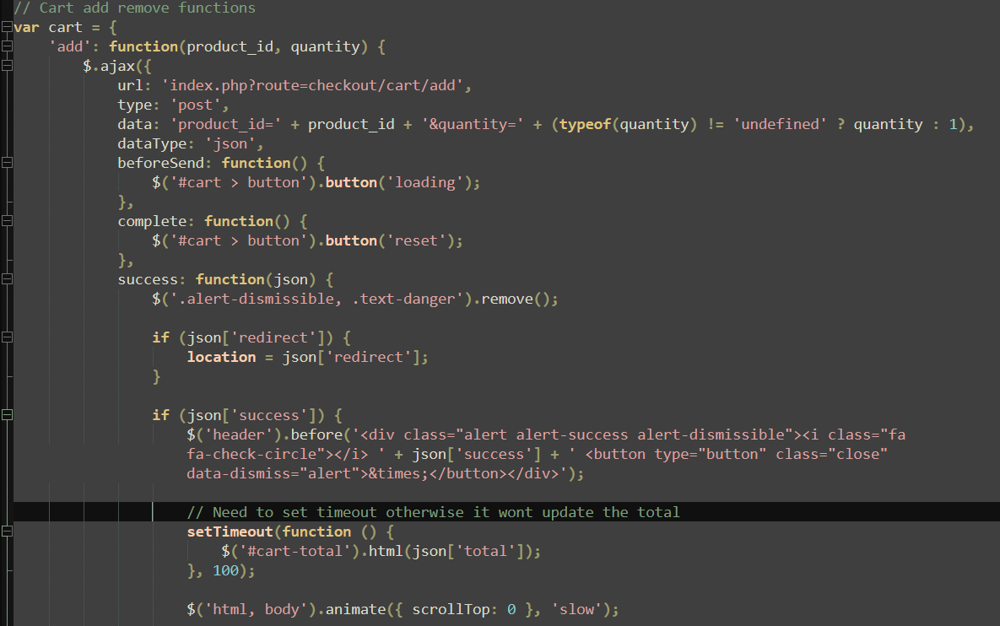 // Cart add remove functions
var cart = {
    'add': function(product_id, quantity) {
        $.ajax({
            url: 'index.php?route=checkout/cart/add',
            type: 'post',
            data: 'product_id=' + product_id + '&quantity=' + (typeof(quantity) != 'undefined' ? quantity : 1),
            dataType: 'json',
            beforeSend: function() {
                $('#cart > button').button('loading');
            },
            complete: function() {
                $('#cart > button').button('reset');
            },
            success: function(json) {
                $('.alert-dismissible, .text-danger').remove();

                if (json['redirect']) {
                    location = json['redirect'];
                }

                if (json['success']) {
                    $('header').before('<div class="alert alert-success alert-dismissible"><i class="fa
                    fa-check-circle"></i> ' + json['success'] + ' <button type="button" class="close"
                    data-dismiss="alert">&times;</button></div>');

                    // Need to set timeout otherwise it wont update the total
                    setTimeout(function () {
                        $('#cart-total').html(json['total']);
                    }, 100);

                    $('html, body').animate({ scrollTop: 0 }, 'slow');